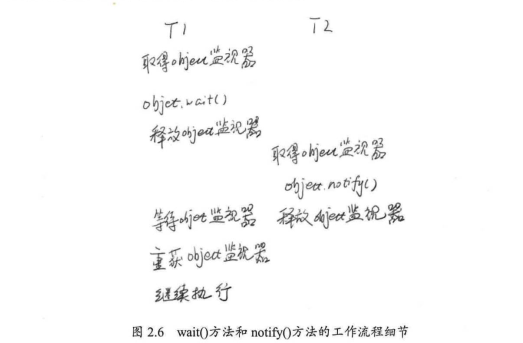 T1
T2
取得object监视器
object.wait()
释放object监视器
取得object监视器
object.notify()
等待object监视器
释放object监视器
重获object监视器
继续执行
图 2.6 wait()方法和 notify()方法的工作流程细节